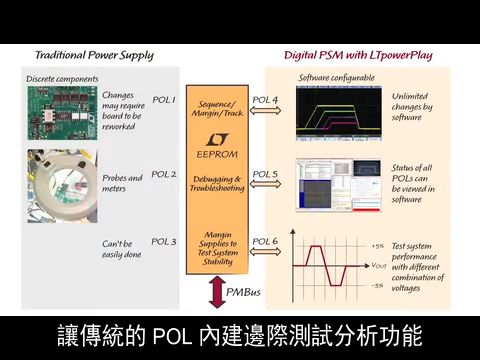 Traditional Power Supply
Digital PSM with LTpowerPlay
Discrete components
Changes
may require
board to be
reworked
POL 1
Sequence/
Margin/Track
EEPROM
POL 4
Software configurable
Unlimited
changes by
software
Probes and
meters
POL 2
Debugging &
Troubleshooting
POL 5
Status of all
POLs can
be viewed in
software
Can't be
easily done
POL 3
Margin
Supplies to
Test System
Stability
POL 6
+5%
VOUT
-5%
Test system
performance
with different
combination of
voltages
PMBus
讓傳統的 POL 內建邊際測試分析功能